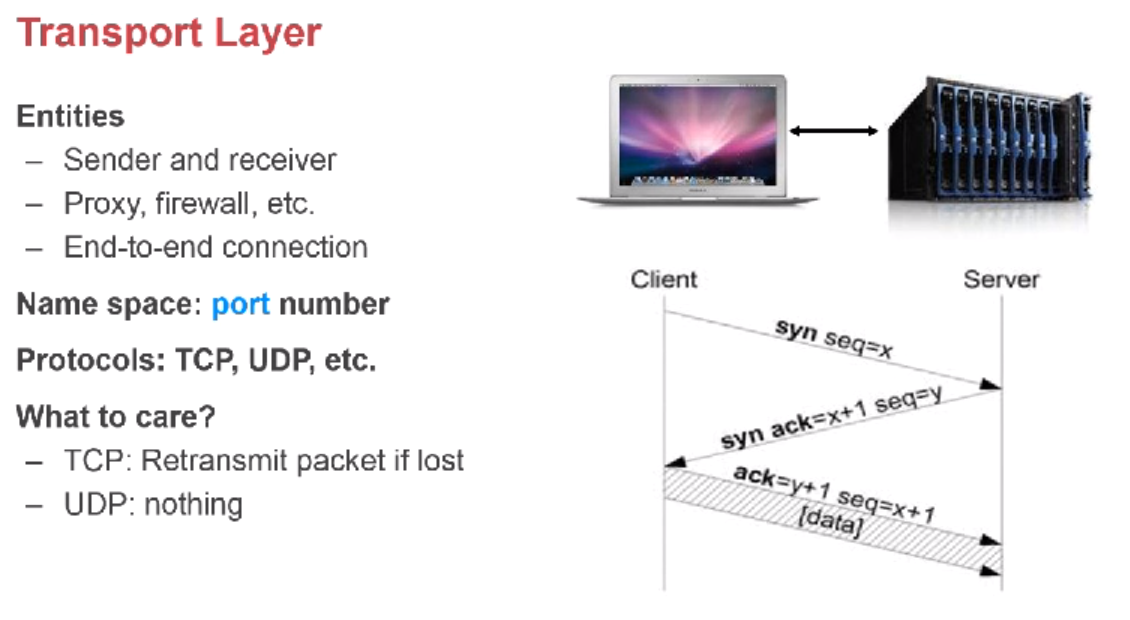 Transport Layer
Entities
– Sender and receiver
– Proxy, firewall, etc.
– End-to-end connection
Name space: port number
Protocols: TCP, UDP, etc.
What to care?
– TCP: Retransmit packet if lost
– UDP: nothing
Client
Server
syn seq=x
syn ack=x+1 seq=y
ack=y+1 seq=x+1
[data]